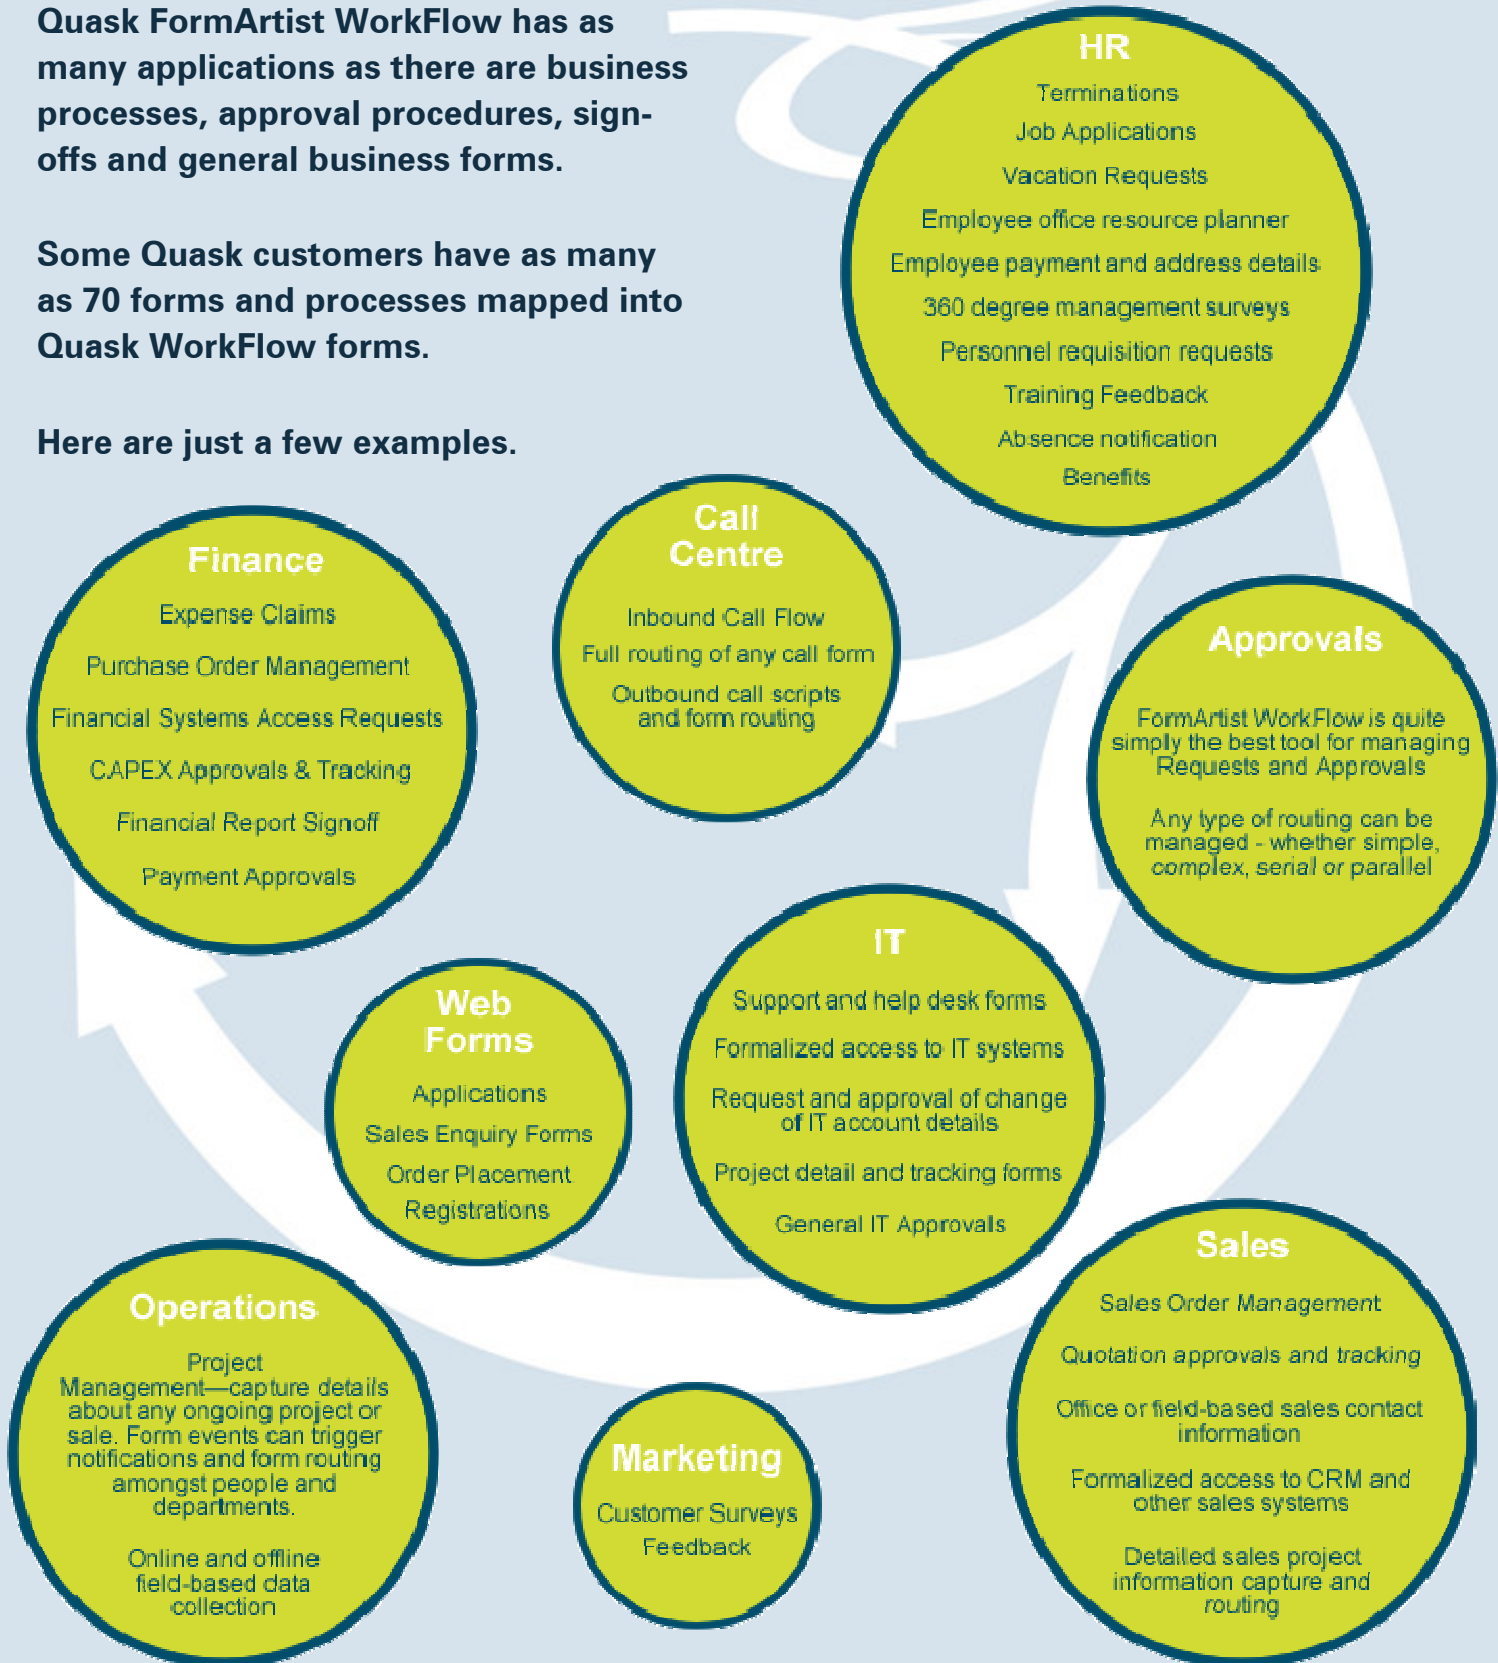 Quask FormArtist WorkFlow has as
many applications as there are business
processes, approval procedures, sign-
offs and general business forms.
Some Quask customers have as many
as 70 forms and processes mapped into
Quask WorkFlow forms.
Here are just a few examples.
HR
Terminations
Job Applications
Vacation Requests
Employee office resource planner
Employee payment and address details
360 degree management surveys
Personnel requisition requests
Training Feedback
Absence notification
Benefits
Finance
Expense Claims
Purchase Order Management
Financial Systems Access Requests
CAPEX Approvals & Tracking
Financial Report Signoff
Payment Approvals
Call
Centre
Inbound Call Flow
Full routing of any call form
Outbound call scripts
and form routing
Approvals
FormArtist WorkFlow is quite
simply the best tool for managing
Requests and Approvals
Any type of routing can be
managed - whether simple,
complex, serial or parallel
Web
Forms
Applications
Sales Enquiry Forms
Order Placement
Registrations
IT
Support and help desk forms
Formalized access to IT systems
Request and approval of change
of IT account details
Project detail and tracking forms
General IT Approvals
Operations
Project
Management—capture details
about any ongoing project or
sale. Form events can trigger
notifications and form routing
amongst people and
departments.
Online and offline
field-based data
collection
Marketing
Customer Surveys
Feedback
Sales
Sales Order Management
Quotation approvals and tracking
Office or field-based sales contact
information
Formalized access to CRM and
other sales systems
Detailed sales project
information capture and
routing